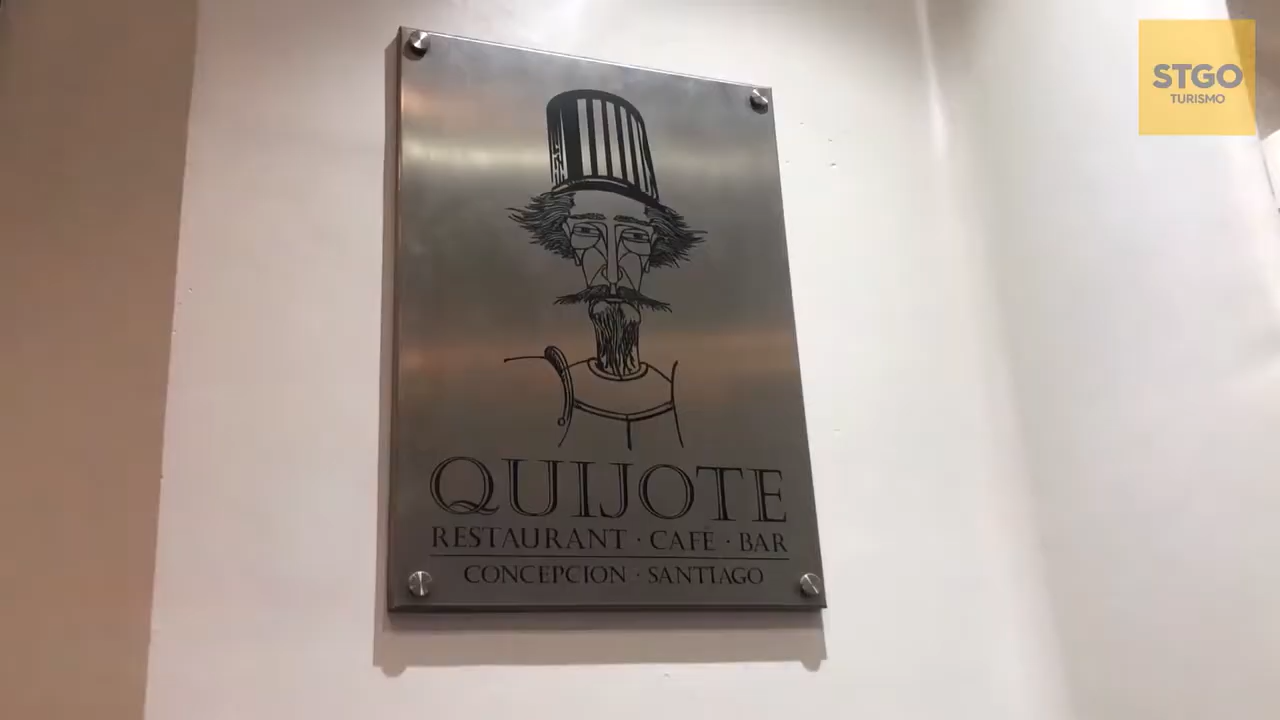 STGO
TURISMO
QUIJOTE
RESTAURANT · CAFÉ · BAR
CONCEPCION · SANTIAGO